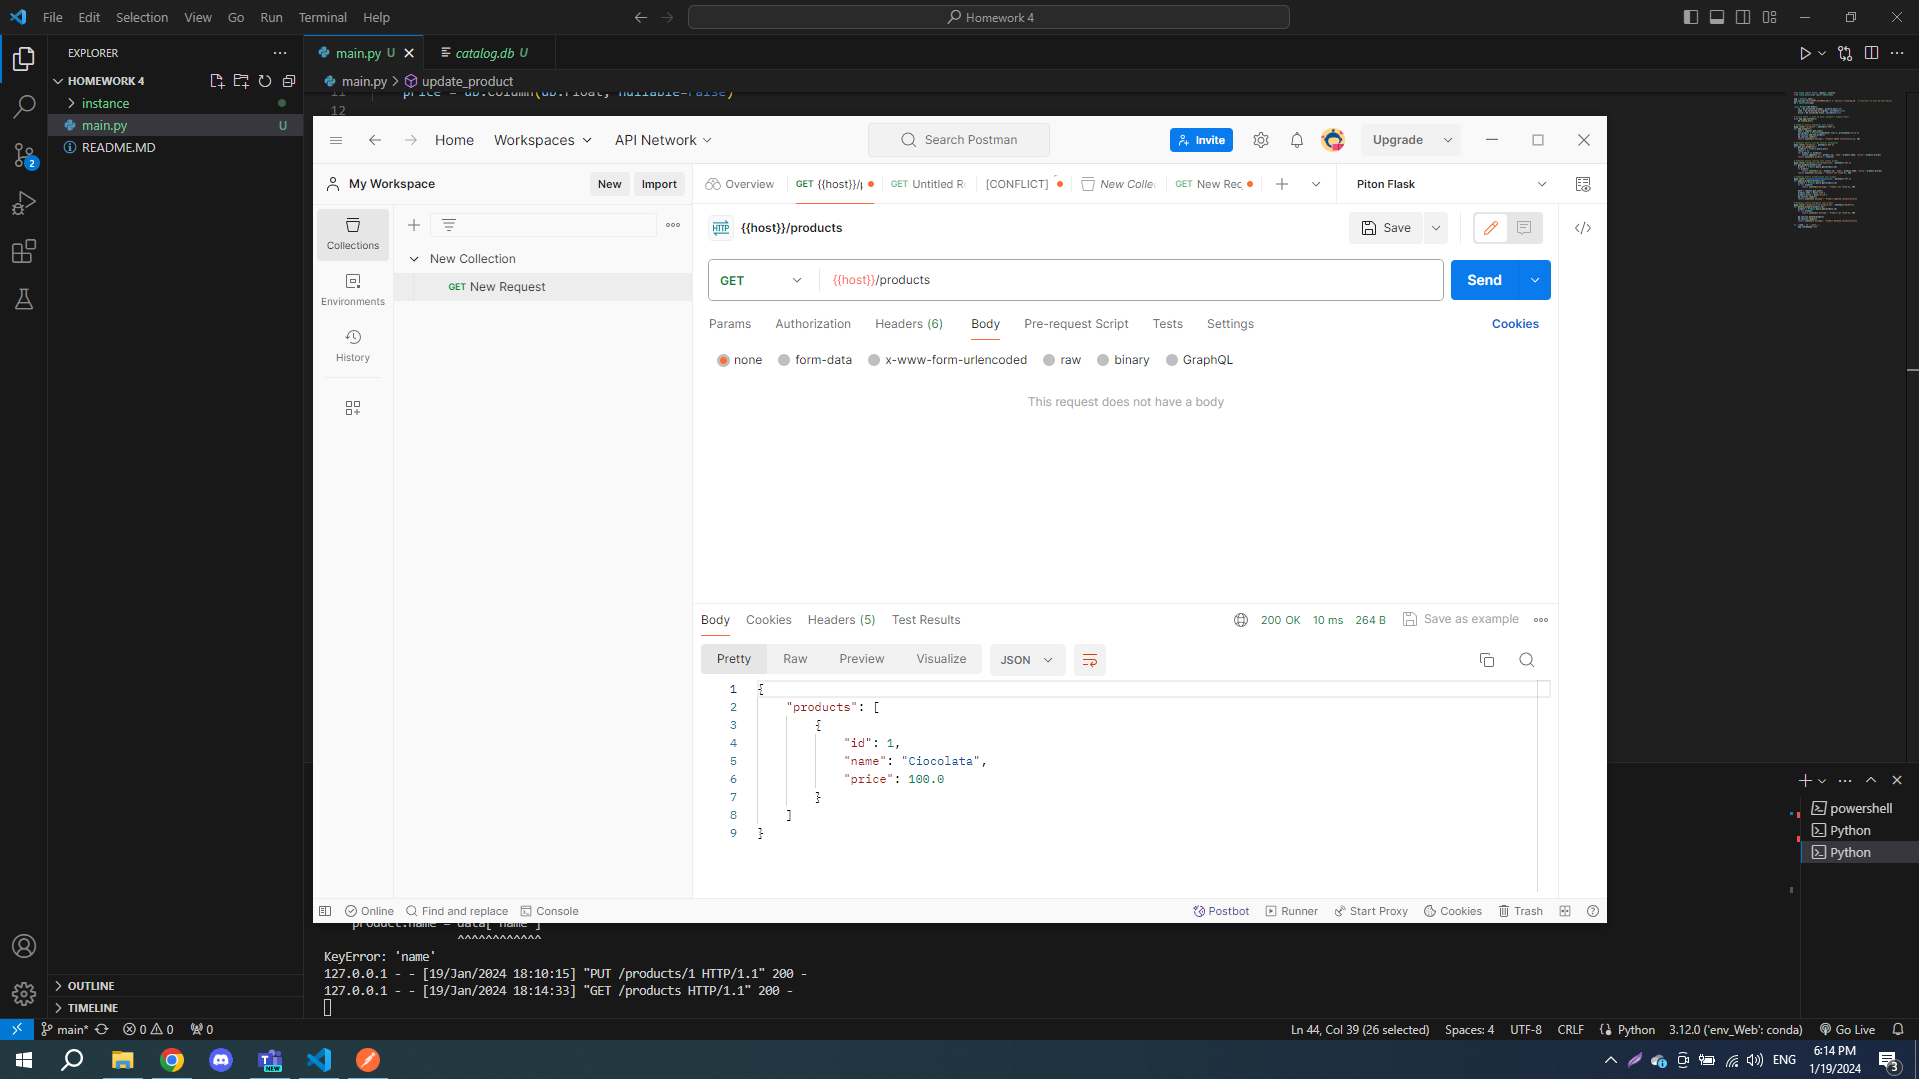 File Edit Selection View Go Run Terminal Help
Homework 4
EXPLORER
HOMEWORK 4
instance
main.py U
README.MD
main.py U
catalog.db U
main.py > update_product
11 price = db.Column(db.Float, nullable=False)
12
Home Workspaces API Network
Search Postman
Invite
Upgrade
My Workspace
New Import
Overview
GET {{host}}/p
GET Untitled R
[CONFLICT]
New Colle
GET New Req
Piton Flask
Collections
Environments
History
New Collection
GET New Request
HTTP {{host}}/products
Save
GET {{host}}/products
Send
Params Authorization Headers (6) Body Pre-request Script Tests Settings
Cookies
none form-data x-www-form-urlencoded raw binary GraphQL
This request does not have a body
Body Cookies Headers (5) Test Results
200 OK 10 ms 264 B Save as example
Pretty Raw Preview Visualize JSON
1 {
2 "products": [
3 {
4 "id": 1,
5 "name": "Ciocolata",
6 "price": 100.0
7 }
8 ]
9 }
Online Find and replace Console
Postbot Runner Start Proxy Cookies Trash
powershell
Python
Python
product.name = data['name']
^^^^^^^^^^^^
KeyError: 'name'
127.0.0.1 - - [19/Jan/2024 18:10:15] "PUT /products/1 HTTP/1.1" 200 -
127.0.0.1 - - [19/Jan/2024 18:14:33] "GET /products HTTP/1.1" 200 -
OUTLINE
TIMELINE
2
main* 0 0 0
Ln 44, Col 39 (26 selected) Spaces: 4 UTF-8 CRLF Python 3.12.0 ('env_Web': conda) Go Live
NEW
ENG
6:14 PM
1/19/2024
3